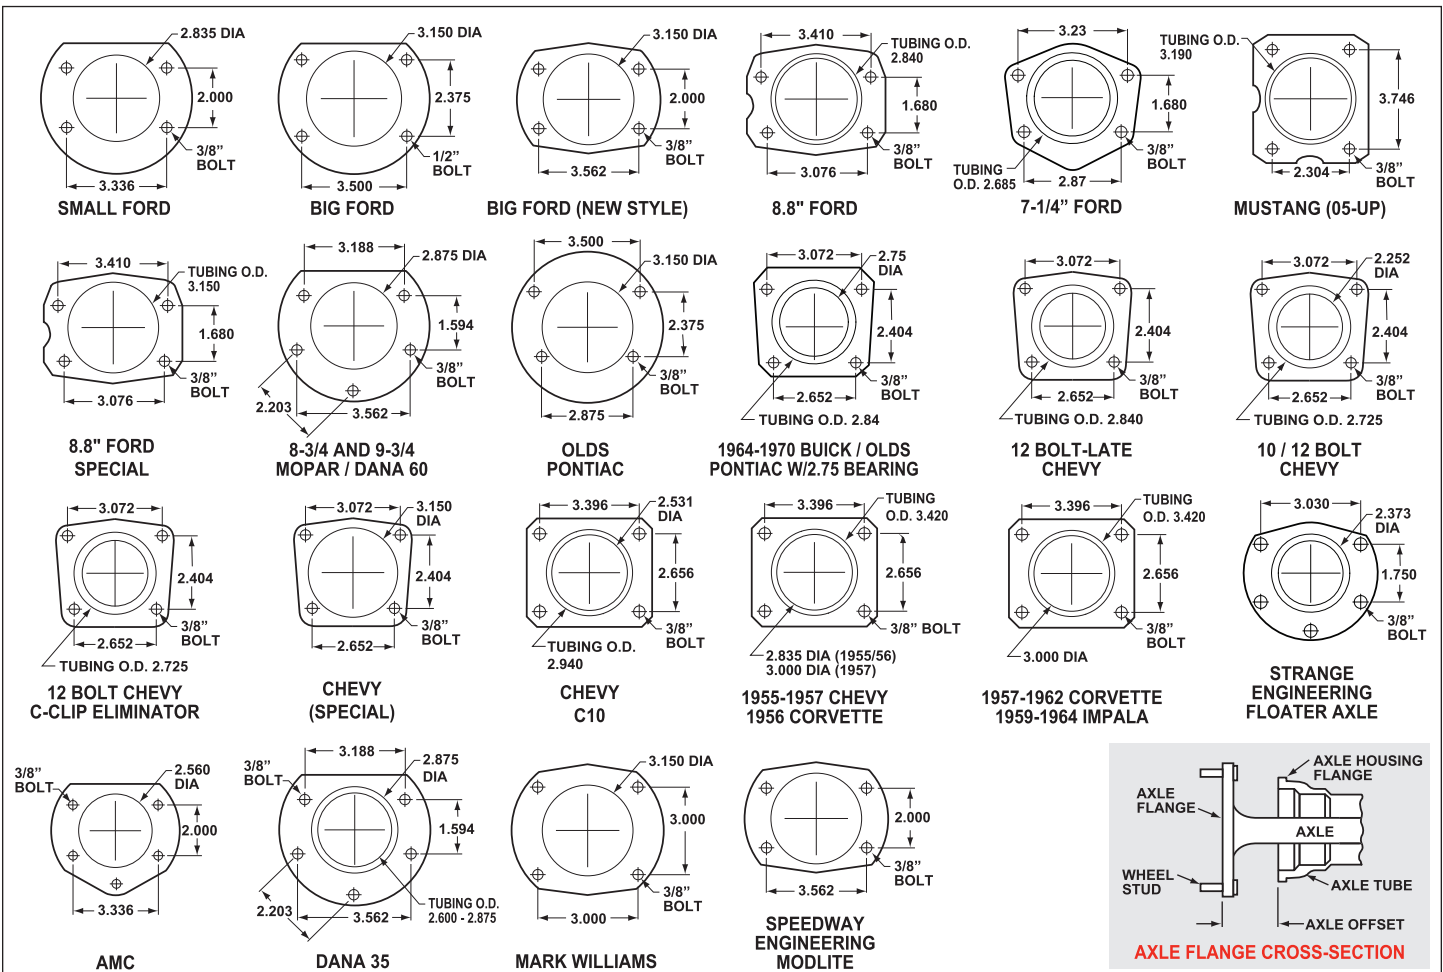 2.835 DIA
2.000
3/8”
BOLT
3.336
SMALL FORD
3.150 DIA
2.375
1/2”
BOLT
3.500
BIG FORD
3.150 DIA
2.000
3/8”
BOLT
3.562
BIG FORD (NEW STYLE)
3.410
TUBING O.D.
2.840
1.680
3/8”
BOLT
3.076
8.8" FORD
3.23
1.680
3/8”
BOLT
TUBING
O.D. 2.685
2.87
7-1/4” FORD
TUBING O.D.
3.190
3.746
3/8”
BOLT
2.304
MUSTANG (05-UP)
3.410
TUBING O.D.
3.150
1.680
3/8”
BOLT
3.076
8.8" FORD
SPECIAL
3.188
2.875 DIA
1.594
3/8”
BOLT
2.203
3.562
8-3/4 AND 9-3/4
MOPAR / DANA 60
3.500
3.150 DIA
2.375
3/8”
BOLT
2.875
OLDS
PONTIAC
3.072
2.75
DIA
2.404
3/8”
BOLT
2.652
TUBING O.D. 2.84
1964-1970 BUICK / OLDS
PONTIAC W/2.75 BEARING
3.072
2.404
3/8”
BOLT
2.652
TUBING O.D. 2.840
12 BOLT-LATE
CHEVY
3.072
2.252
DIA
2.404
3/8”
BOLT
2.652
TUBING O.D. 2.725
10 / 12 BOLT
CHEVY
3.072
2.404
3/8”
BOLT
2.652
TUBING O.D. 2.725
12 BOLT CHEVY
C-CLIP ELIMINATOR
3.072
3.150
DIA
2.404
3/8”
BOLT
2.652
CHEVY
(SPECIAL)
3.396
2.531
DIA
2.656
3/8”
BOLT
TUBING O.D.
2.940
CHEVY
C10
3.396
TUBING
O.D. 3.420
2.656
3/8” BOLT
2.835 DIA (1955/56)
3.000 DIA (1957)
1955-1957 CHEVY
1956 CORVETTE
3.396
TUBING
O.D. 3.420
2.656
3/8”
BOLT
3.000 DIA
1957-1962 CORVETTE
1959-1964 IMPALA
3.030
2.373
DIA
1.750
3/8”
BOLT
STRANGE
ENGINEERING
FLOATER AXLE
3/8”
BOLT
2.560
DIA
2.000
3.336
AMC
3/8”
BOLT
3.188
2.875
DIA
1.594
2.203
3.562
TUBING O.D.
2.600 - 2.875
DANA 35
3.150 DIA
3.000
3/8”
BOLT
3.000
MARK WILLIAMS
2.000
3/8”
BOLT
3.562
SPEEDWAY
ENGINEERING
MODLITE
AXLE HOUSING
FLANGE
AXLE
FLANGE
AXLE
WHEEL
STUD
AXLE TUBE
AXLE OFFSET
AXLE FLANGE CROSS-SECTION